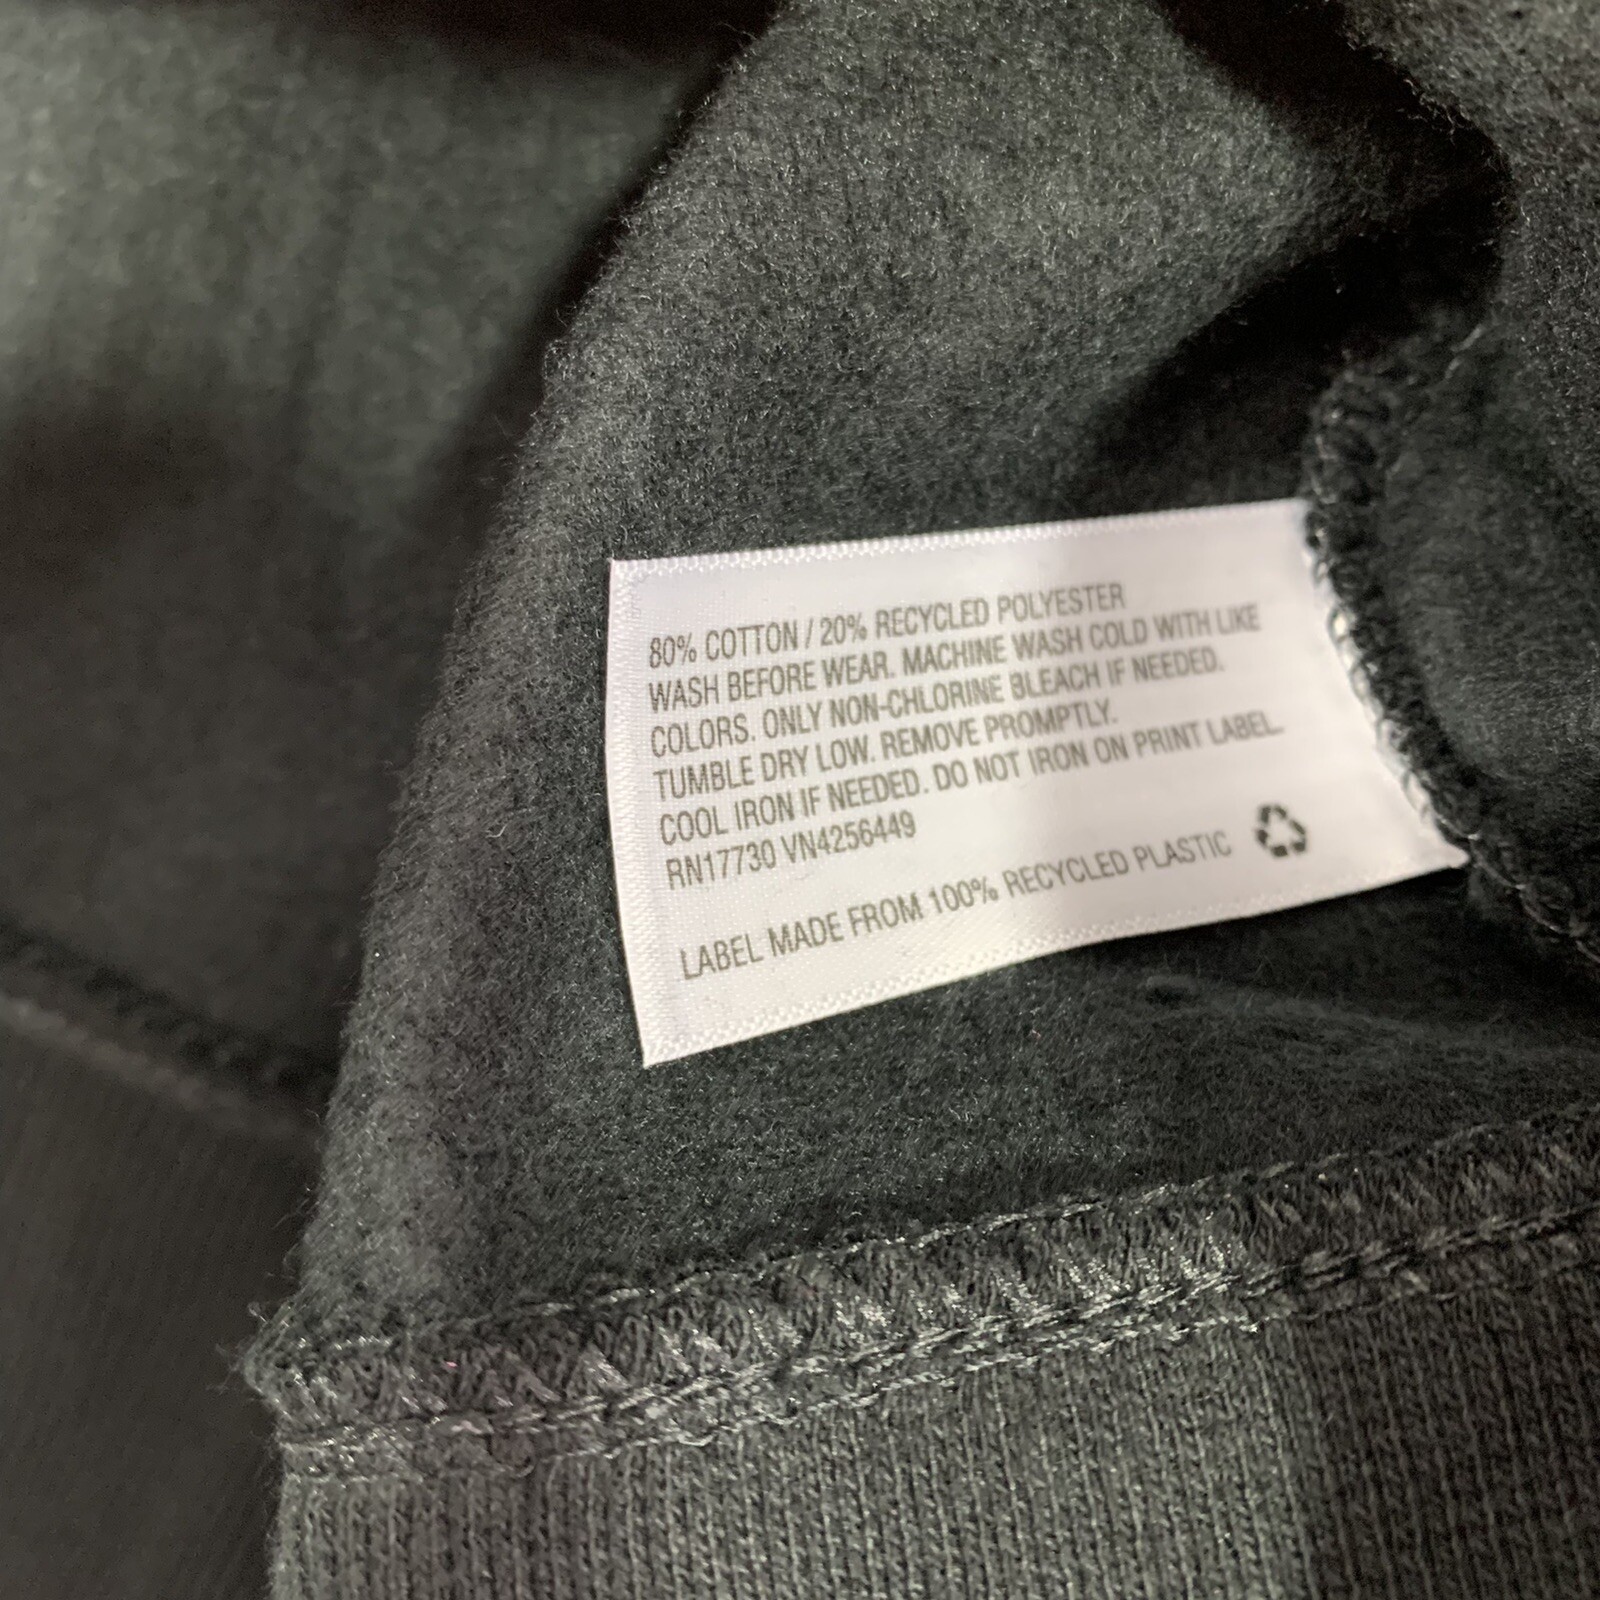 80% COTTON / 20% RECYCLED POLYESTER
WASH BEFORE WEAR. MACHINE WASH COLD WITH LIKE
COLORS. ONLY NON-CHLORINE BLEACH IF NEEDED.
TUMBLE DRY LOW. REMOVE PROMPTLY.
COOL IRON IF NEEDED. DO NOT IRON ON PRINT LABEL.
RN17730 VN4256449
LABEL MADE FROM 100% RECYCLED PLASTIC